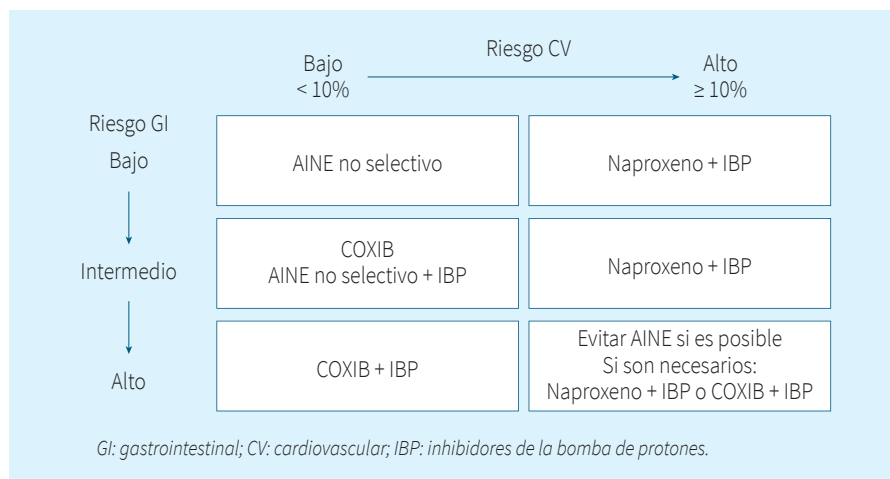 Riesgo CV
Bajo
< 10%
Alto
≥ 10%
Riesgo GI
Bajo
AINE no selectivo
Naproxeno + IBP
Intermedio
COXIB
AINE no selectivo + IBP
Naproxeno + IBP
Alto
COXIB + IBP
Evitar AINE si es posible
Si son necesarios:
Naproxeno + IBP o COXIB + IBP
GI: gastrointestinal; CV: cardiovascular; IBP: inhibidores de la bomba de protones.